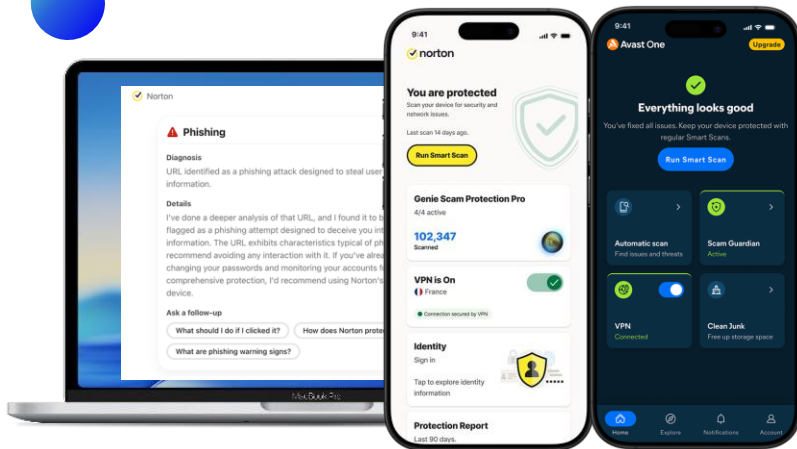 Norton
Phishing
Diagnosis
URL identified as a phishing attack designed to steal user
information.
Details
I've done a deeper analysis of that URL, and I found it to b
flagged as a phishing attempt designed to deceive you int
information. The URL exhibits characteristics typical of ph
recommend avoiding any interaction with it. If you've alrea
changing your passwords and monitoring your accounts fo
comprehensive protection, I'd recommend using Norton's
device.
Ask a follow-up
What should I do if I clicked it?
How does Norton prote
What are phishing warning signs?
MacBook Pro
9:41
norton
You are protected
Scan your device for security and
network issues.
Last scan 14 days ago.
Run Smart Scan
Genie Scam Protection Pro
4/4 active
102,347
Scanned
VPN is On
France
Connection secured by VPN
Identity
Sign in
Tap to explore identity
information
Protection Report
Last 90 days.
9:41
Avast One
Upgrade
Everything looks good
You've fixed all issues. Keep your device protected with
regular Smart Scans.
Run Smart Scan
Automatic scan
Find issues and threats
Scam Guardian
Active
VPN
Connected
Clean Junk
Free up storage space
Home
Explore
Notifications
Account